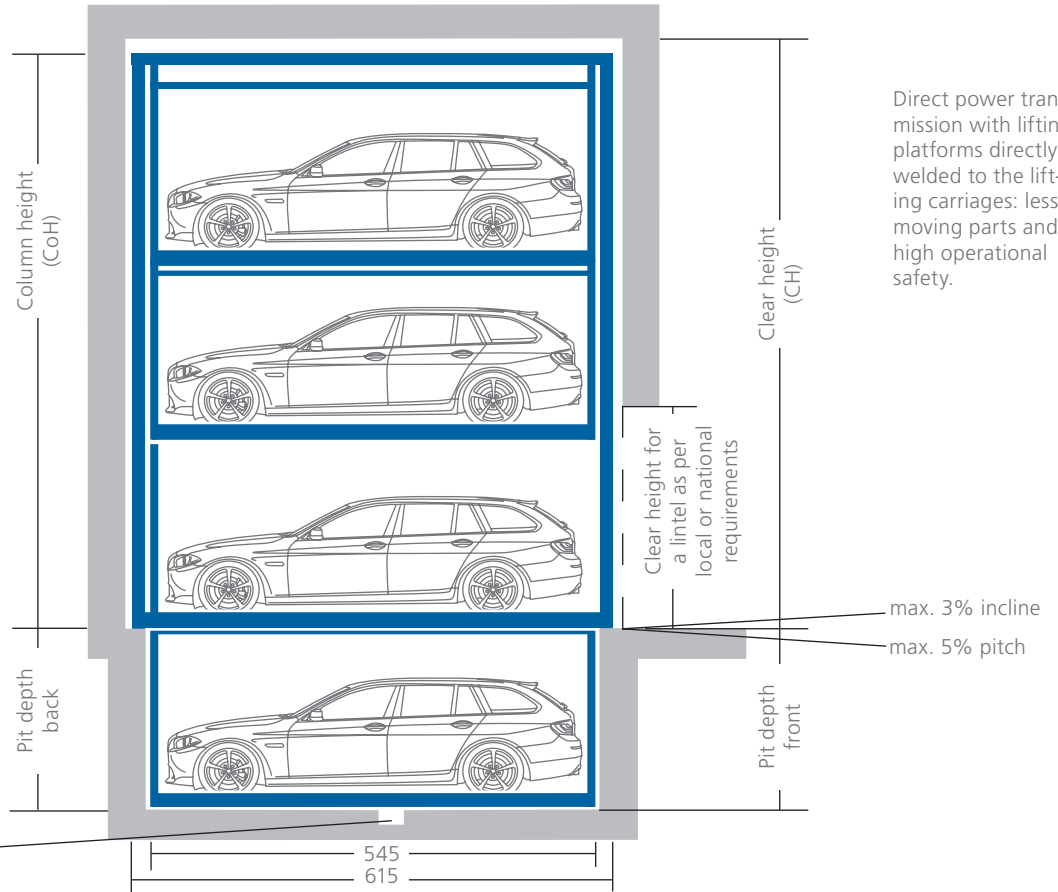 Column height
(CoH)
Clear height
(CH)
Direct power tran
mission with liftin
platforms directly
welded to the lift-
ing carriages: less
moving parts and
high operational
safety.
Clear height for
a lintel as per
local or national
requirements
max. 3% incline
max. 5% pitch
Pit depth
back
Pit depth
front
545
615